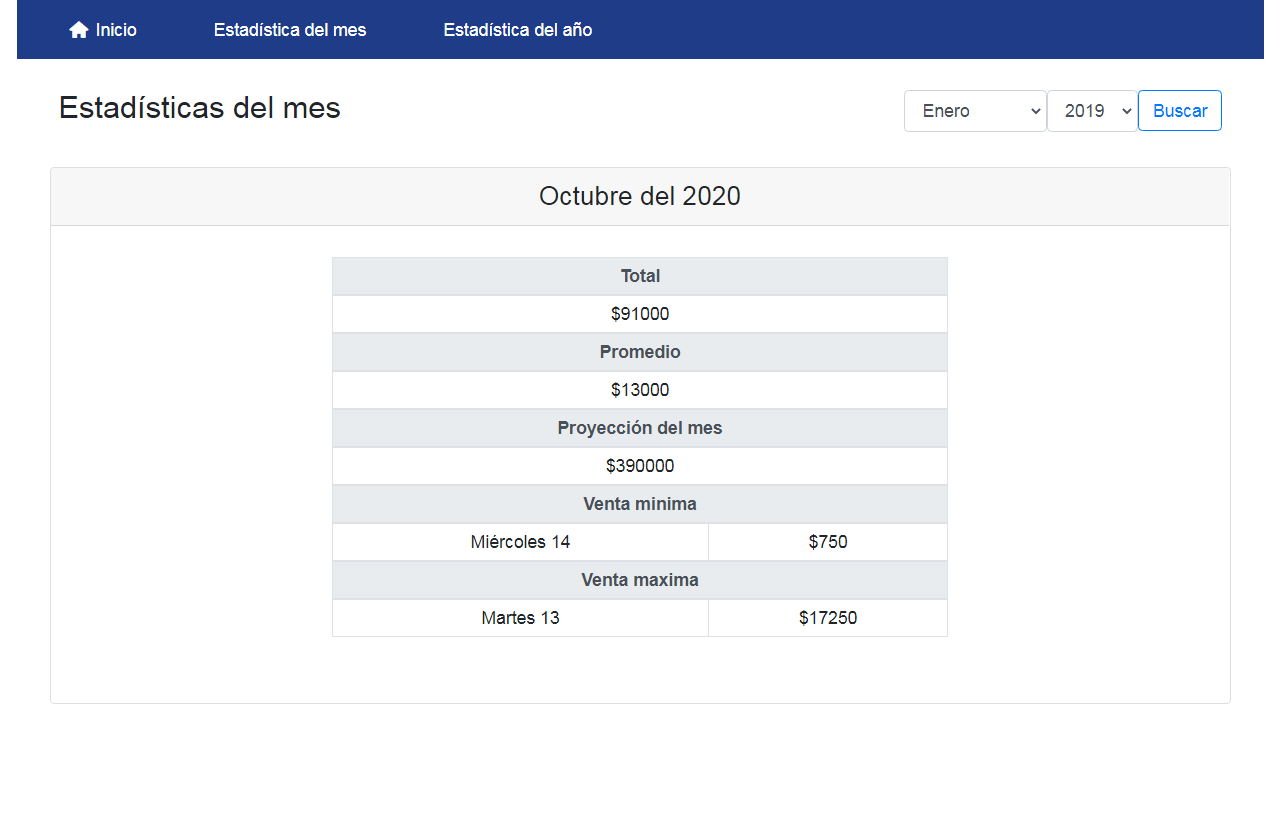 Inicio Estadística del mes Estadística del año
Estadísticas del mes Enero 2019 Buscar
Octubre del 2020
Total
$91000
Promedio
$13000
Proyección del mes
$390000
Venta minima
Miércoles 14 $750
Venta maxima
Martes 13 $17250